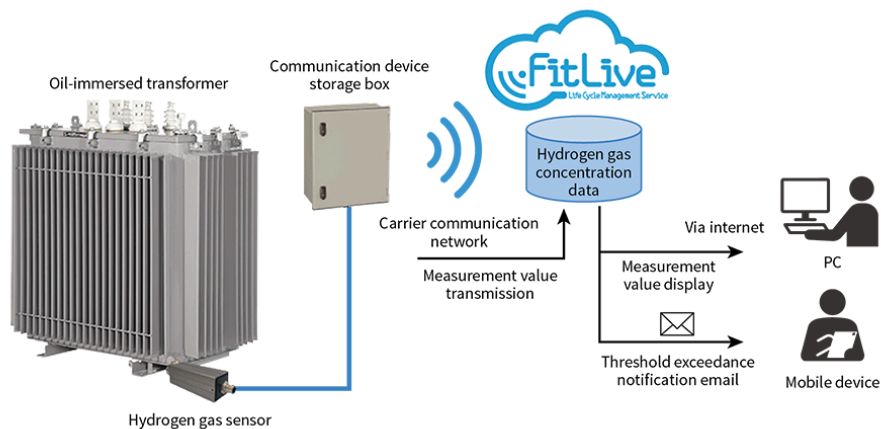 Oil-immersed transformer
Communication device
storage box
FitLive
Life Cycle Management Service
Hydrogen gas
concentration
data
Carrier communication
network
Measurement value
transmission
Via internet
Measurement
value display
PC
Threshold exceedance
notification email
Mobile device
Hydrogen gas sensor